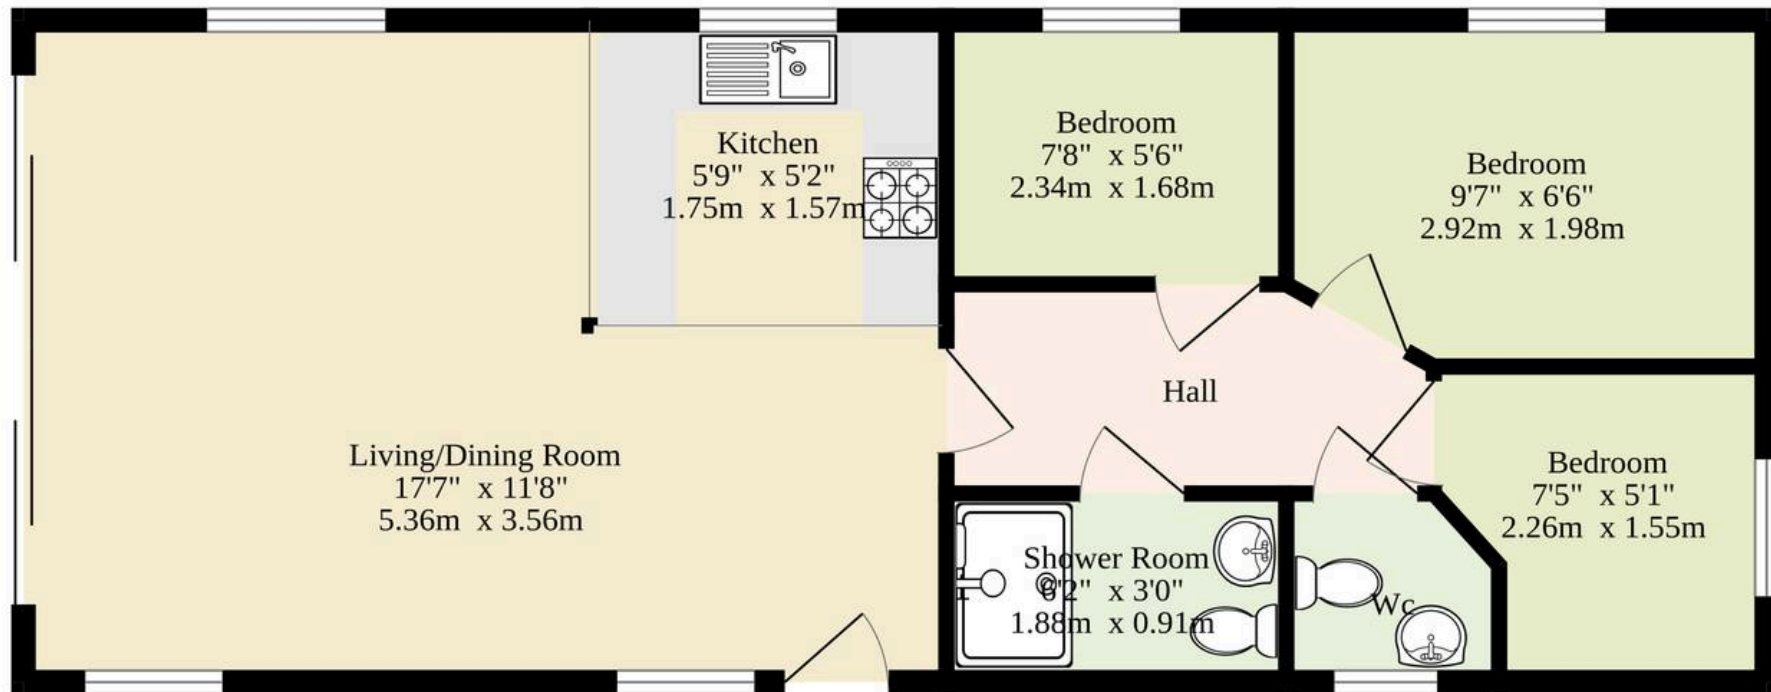 Kitchen
5'9" x 5'2"
1.75m x 1.57m
Bedroom
7'8" x 5'6"
2.34m x 1.68m
Bedroom
9'7" x 6'6"
2.92m x 1.98m
Hall
Living/Dining Room
17'7" x 11'8"
5.36m x 3.56m
Bedroom
7'5" x 5'1"
2.26m x 1.55m
Shower Room
6'2" x 3'0"
1.88m x 0.91m
Wc